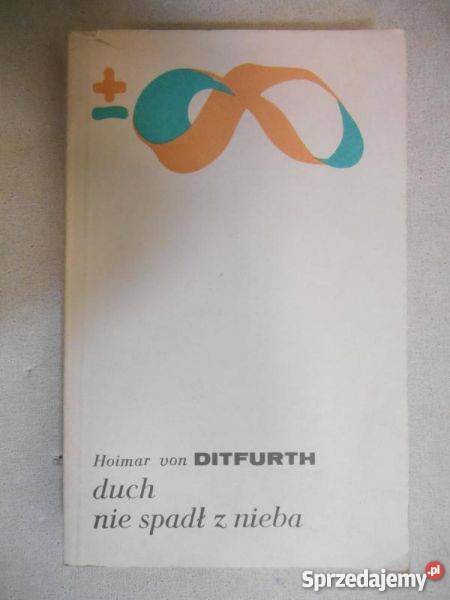 ±
Hoimar von DITFURTH
duch
nie spadł z nieba
Sprzedajemy.pl